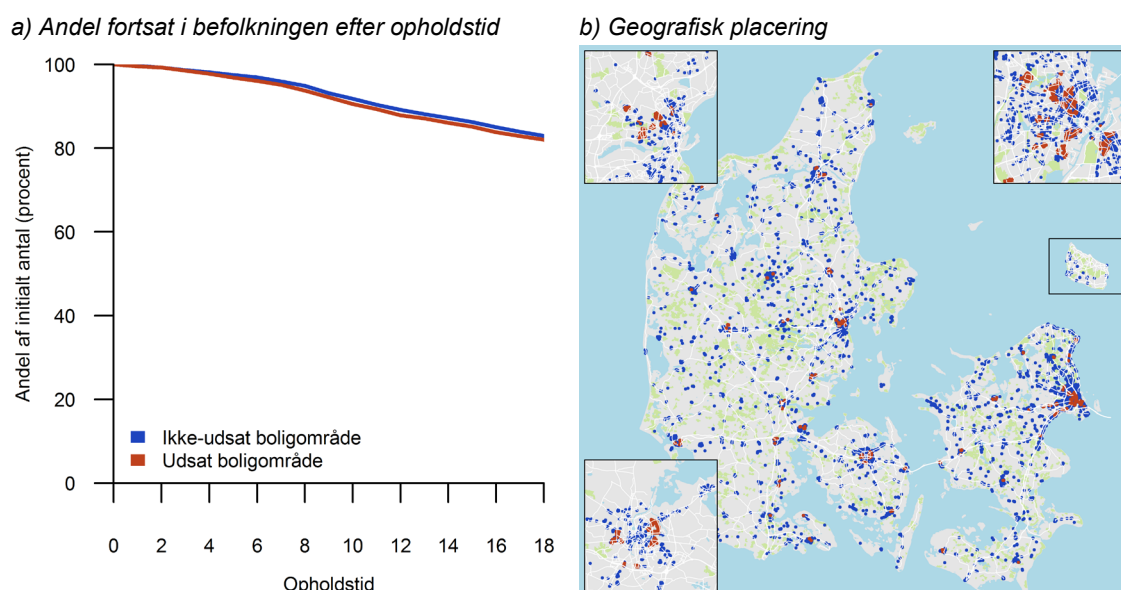 a) Andel fortsat i befolkningen efter opholdstid
b) Geografisk placering
Andel af initialt antal (procent)
100
80
60
40
20
0
Ikke-udsat boligområde
Udsat boligområde
0 2 4 6 8 10 12 14 16 18
Opholdstid